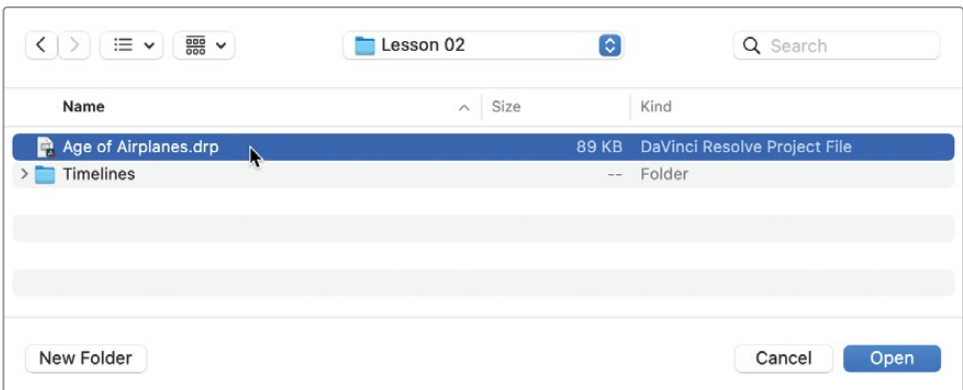 Lesson 02
Search
Name Size Kind
Age of Airplanes.drp 89 KB DaVinci Resolve Project File
Timelines -- Folder
New Folder Cancel Open